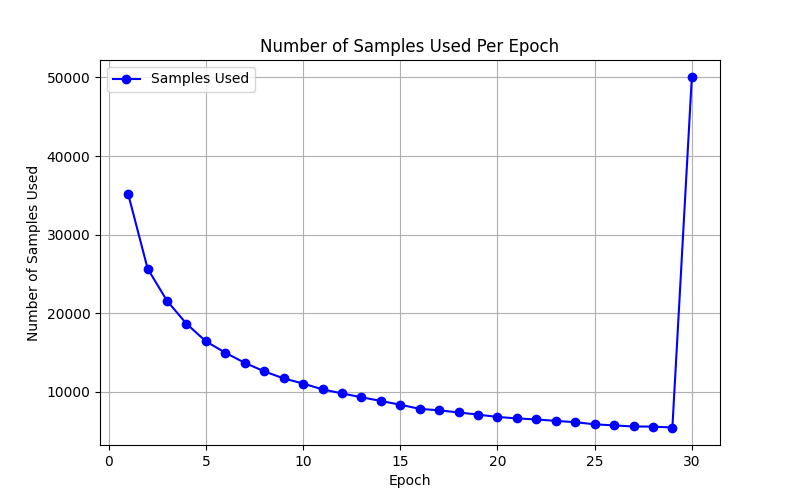 Number of Samples Used Per Epoch
Samples Used
50000
40000
30000
20000
10000
Number of Samples Used
0 5 10 15 20 25 30
Epoch